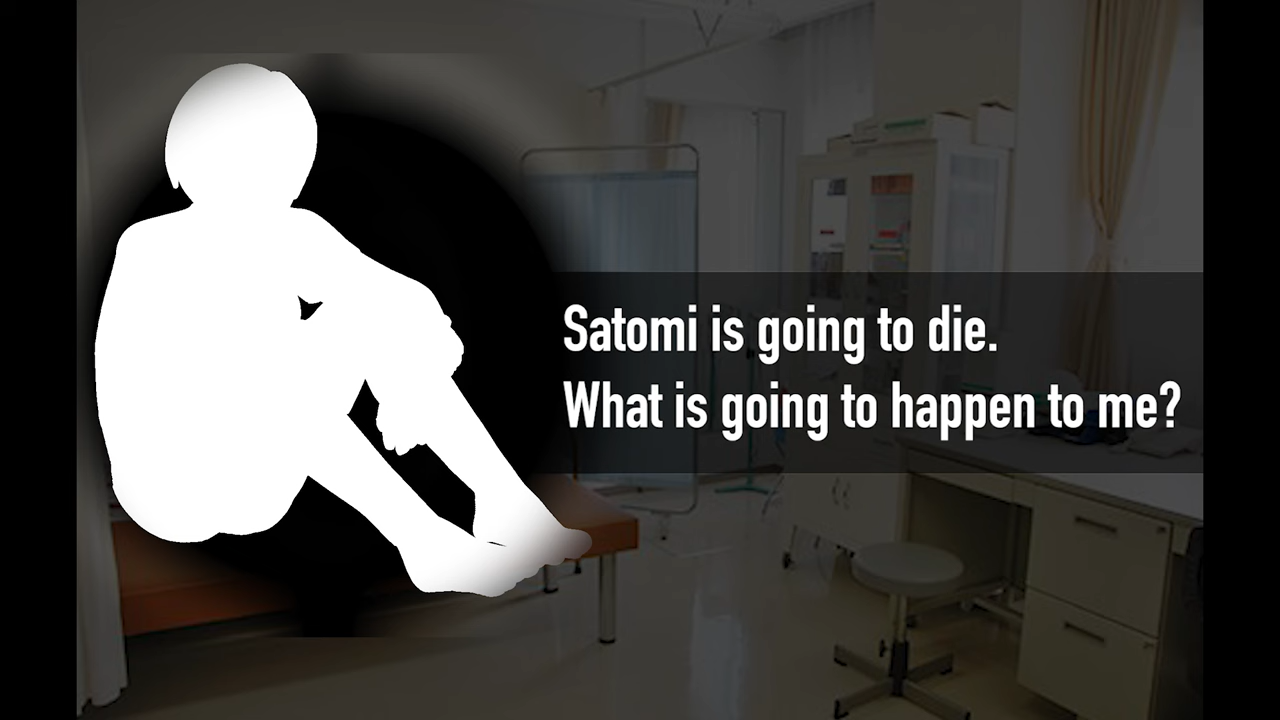 Satomi is going to die.
What is going to happen to me?